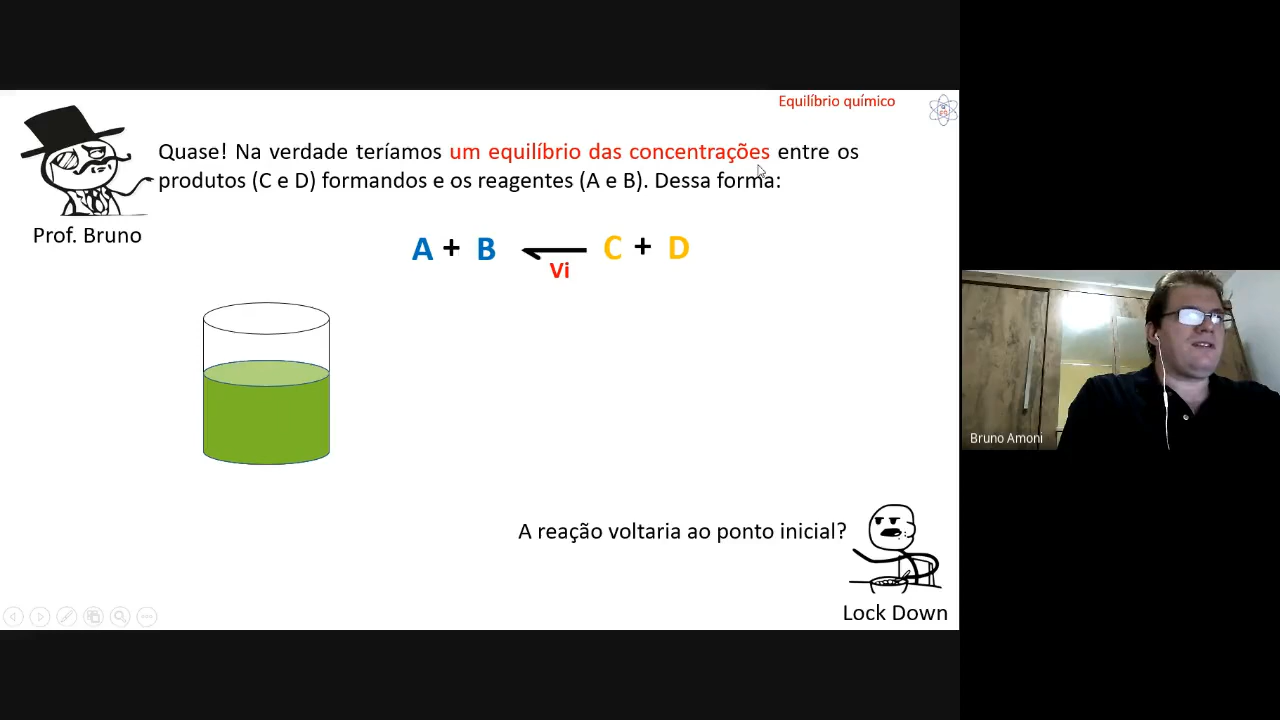 Equilíbrio químico
Quase! Na verdade teríamos um equilíbrio das concentrações entre os
produtos (C e D) formandos e os reagentes (A e B). Dessa forma:
Prof. Bruno
A + B C + D
Vi
Bruno Amoni
A reação voltaria ao ponto inicial?
Lock Down